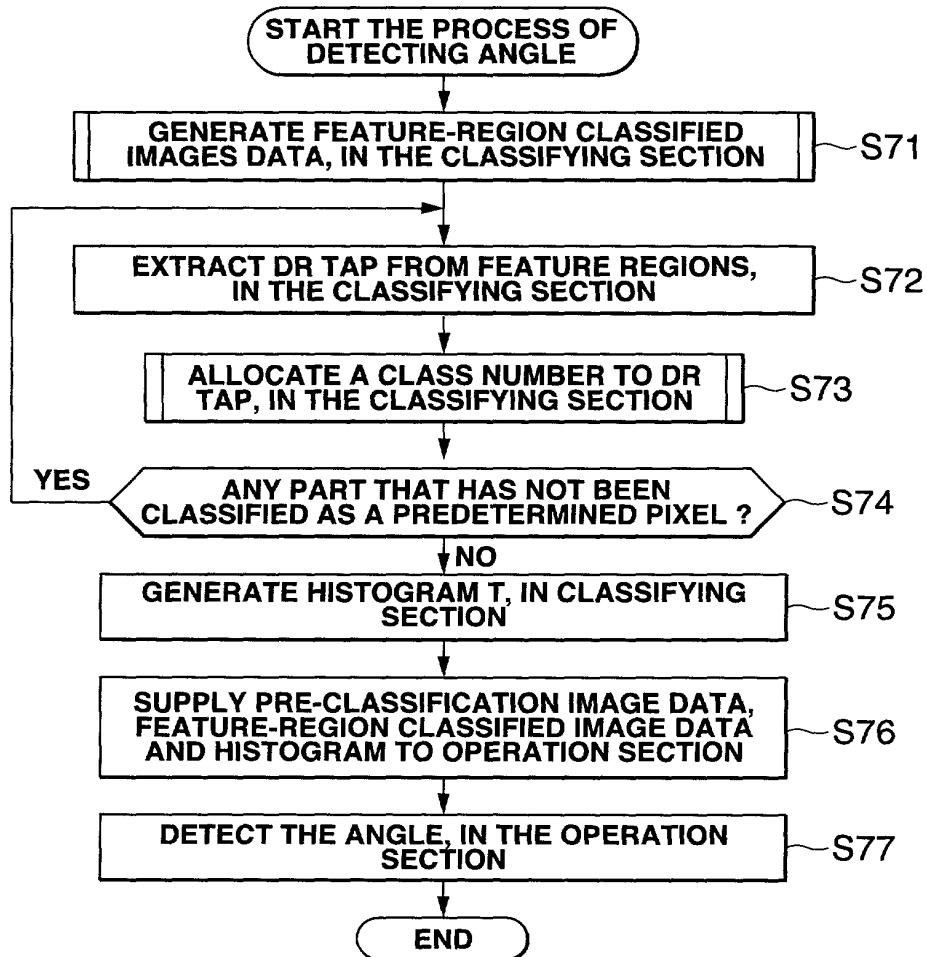 START THE PROCESS OF
DETECTING ANGLE
GENERATE FEATURE-REGION CLASSIFIED
IMAGES DATA, IN THE CLASSIFYING SECTION
S71
EXTRACT DR TAP FROM FEATURE REGIONS,
IN THE CLASSIFYING SECTION
S72
ALLOCATE A CLASS NUMBER TO DR
TAP, IN THE CLASSIFYING SECTION
S73
YES
ANY PART THAT HAS NOT BEEN
CLASSIFIED AS A PREDETERMINED PIXEL ?
S74
NO
GENERATE HISTOGRAM T, IN CLASSIFYING
SECTION
S75
SUPPLY PRE-CLASSIFICATION IMAGE DATA,
FEATURE-REGION CLASSIFIED IMAGE DATA
AND HISTOGRAM TO OPERATION SECTION
S76
DETECT THE ANGLE, IN THE OPERATION
SECTION
S77
END